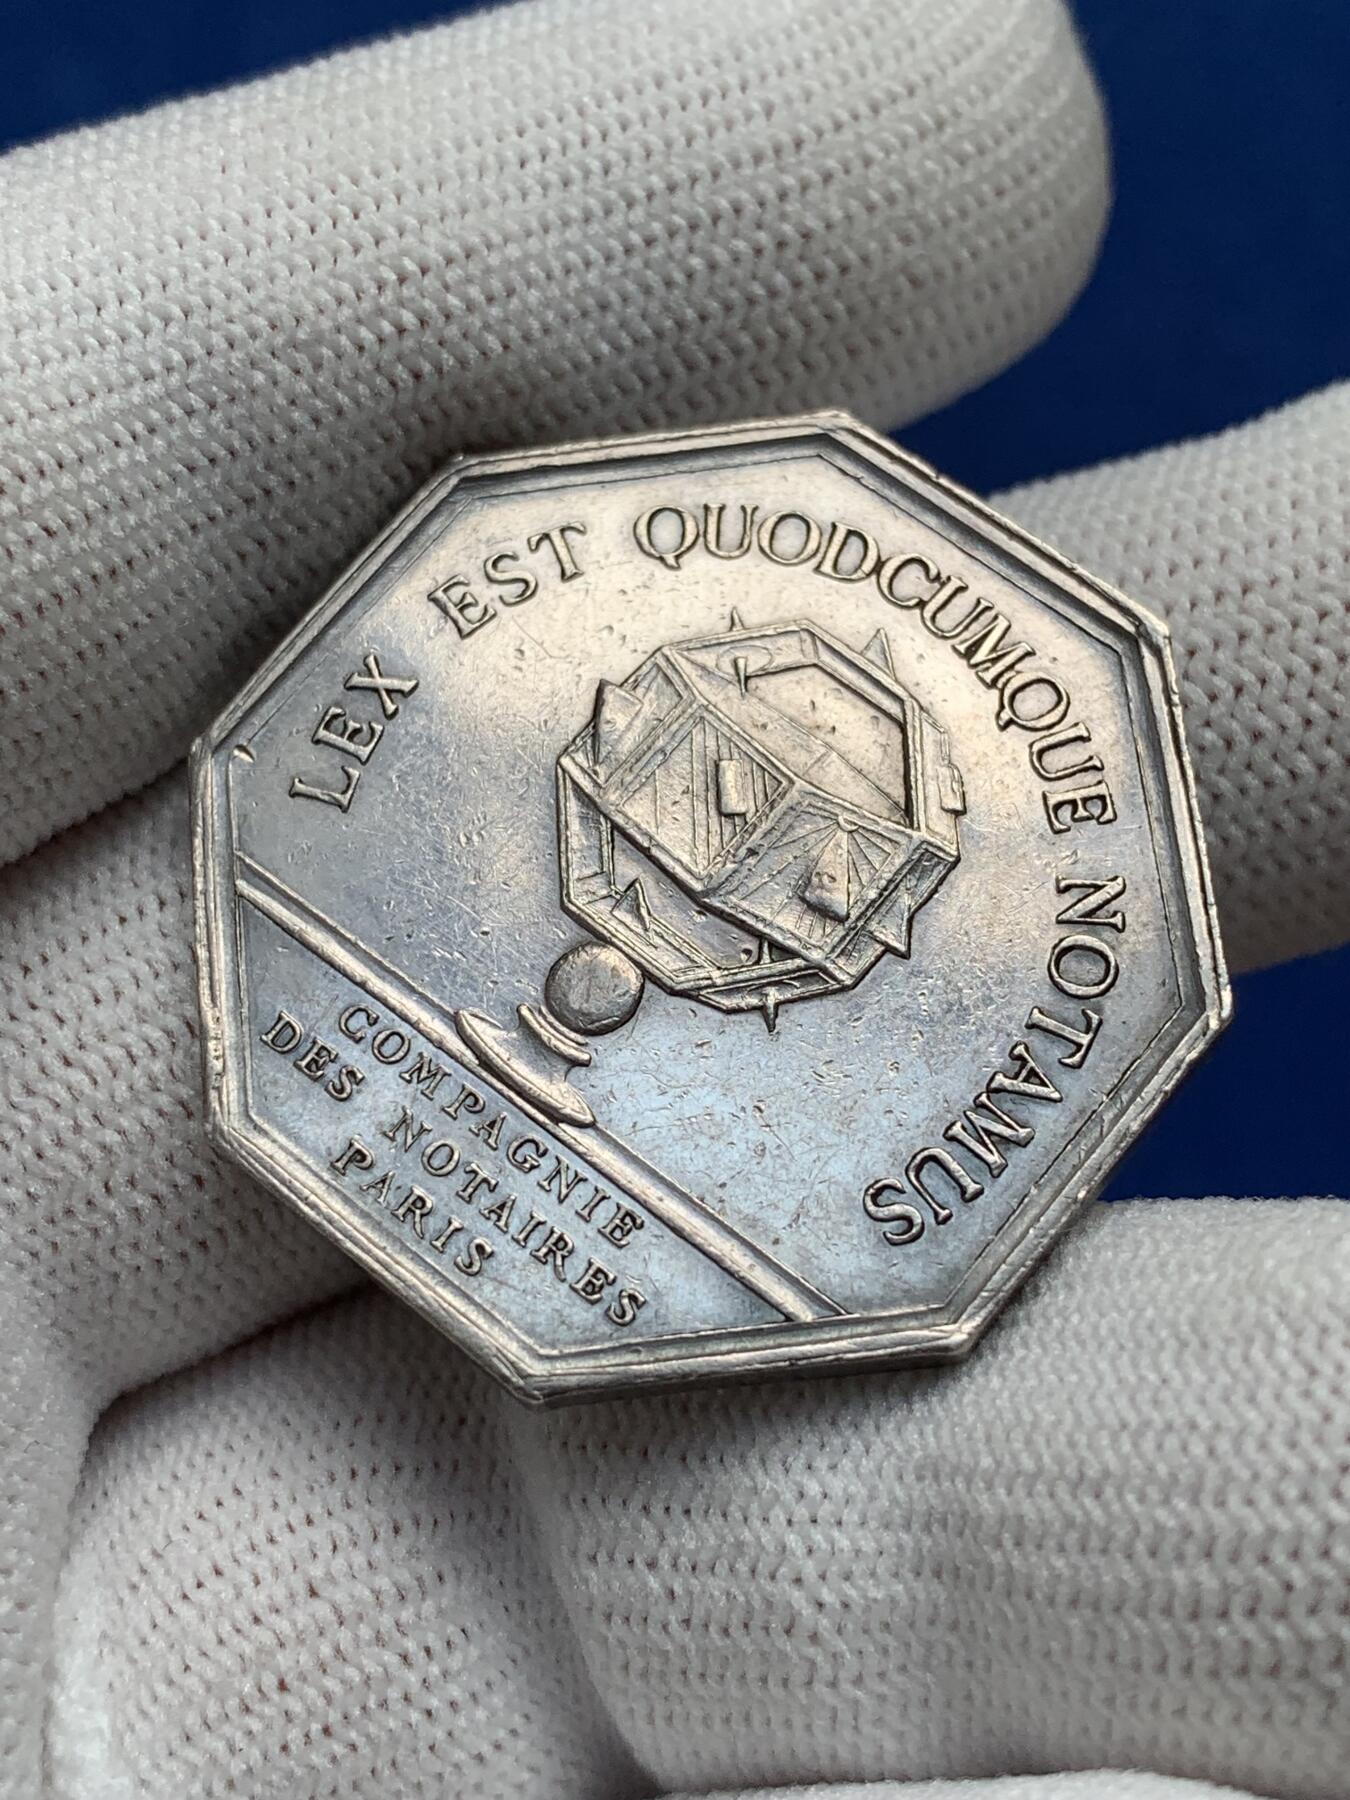 LEX EST QUODCUMQUE NOTAMUS
COMPAGNIE
DES NOTAIRES
PARIS